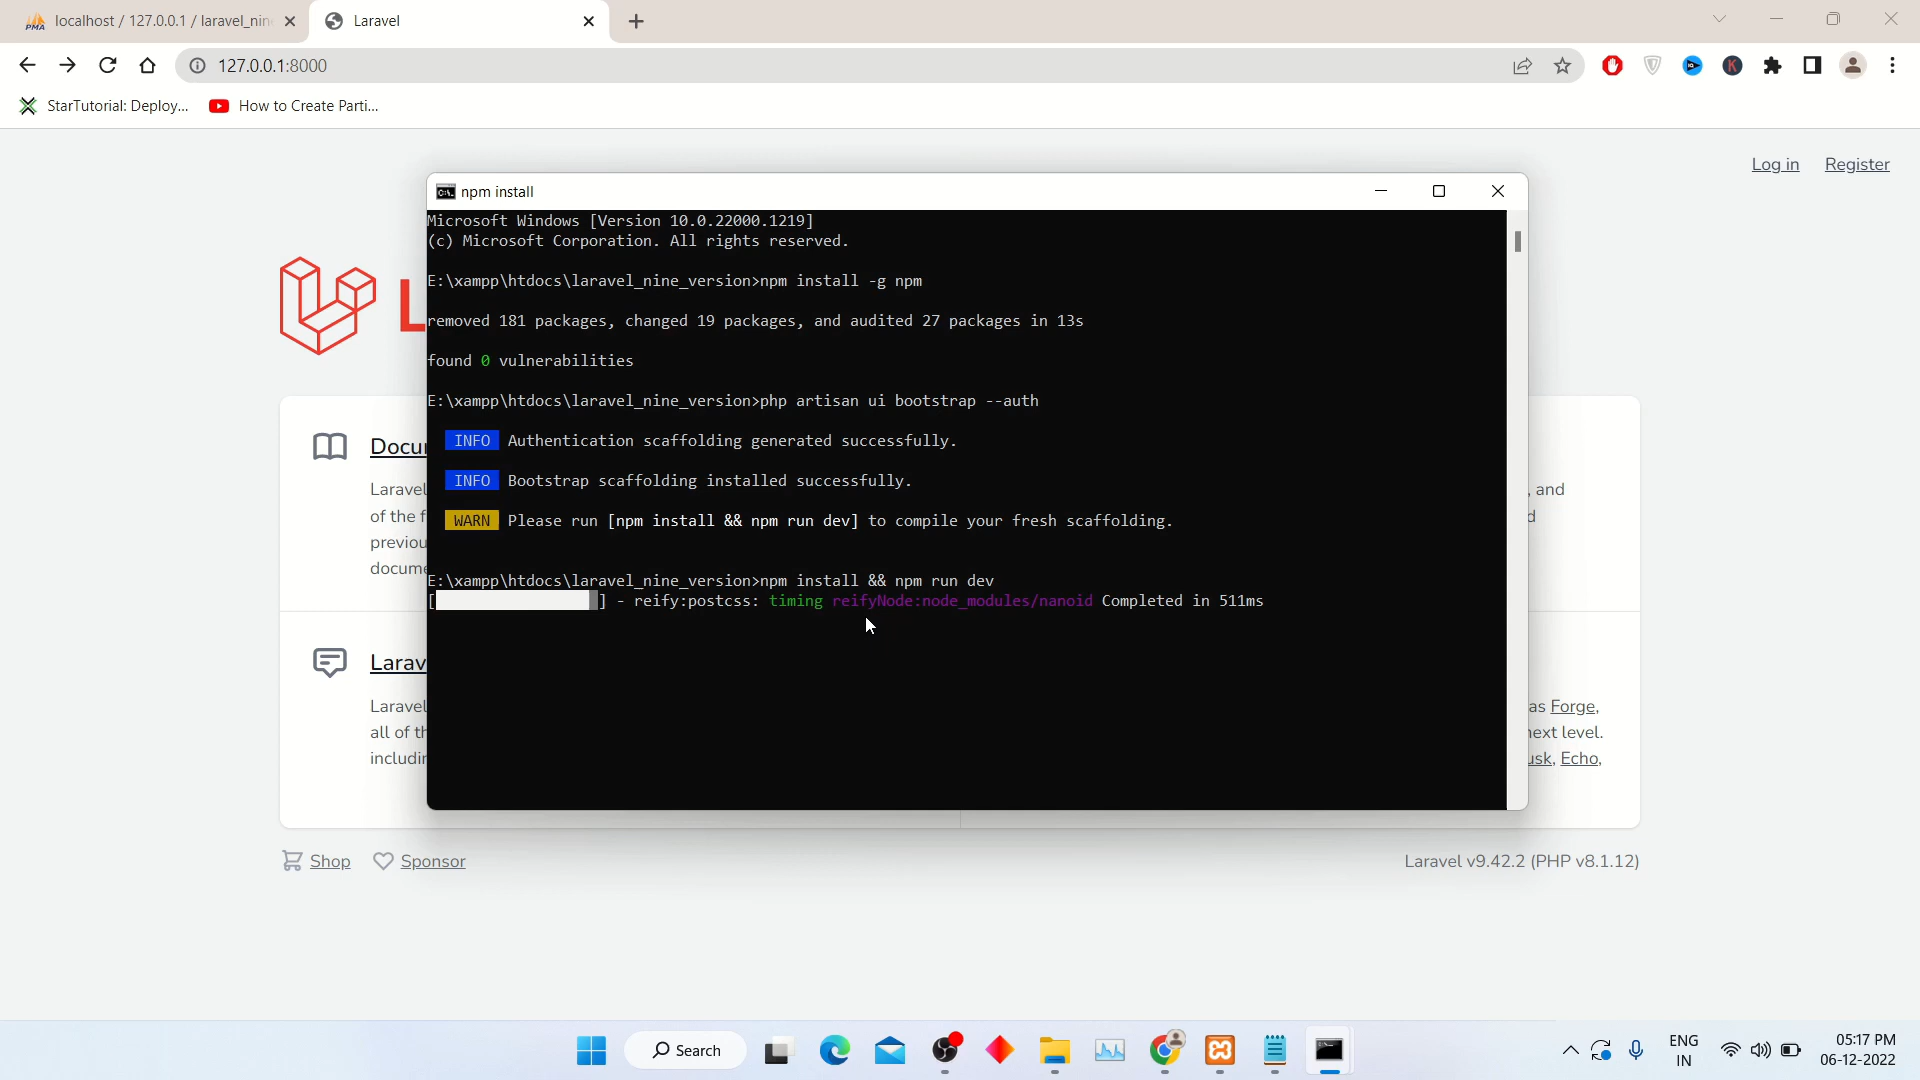 localhost / 127.0.0.1 / laravel_nin
Laravel
127.0.0.1:8000
StarTutorial: Deploy...
How to Create Parti...
Log in
Register
npm install
Microsoft Windows [Version 10.0.22000.1219]
(c) Microsoft Corporation. All rights reserved.
E:\xampp\htdocs\laravel_nine_version>npm install -g npm
removed 181 packages, changed 19 packages, and audited 27 packages in 13s
found 0 vulnerabilities
E:\xampp\htdocs\laravel_nine_version>php artisan ui bootstrap --auth
INFO Authentication scaffolding generated successfully.
INFO Bootstrap scaffolding installed successfully.
WARN Please run [npm install && npm run dev] to compile your fresh scaffolding.
E:\xampp\htdocs\laravel_nine_version>npm install && npm run dev
[ ] - reify:postcss: timing reifyNode:node_modules/nanoid Completed in 511ms
L
Docu
Laravel
of the f
previou
docume
, and
d
Larav
Laravel
all of th
includin
as Forge,
next level.
usk, Echo,
Shop
Sponsor
Laravel v9.42.2 (PHP v8.1.12)
Search
ENG
IN
05:17 PM
06-12-2022